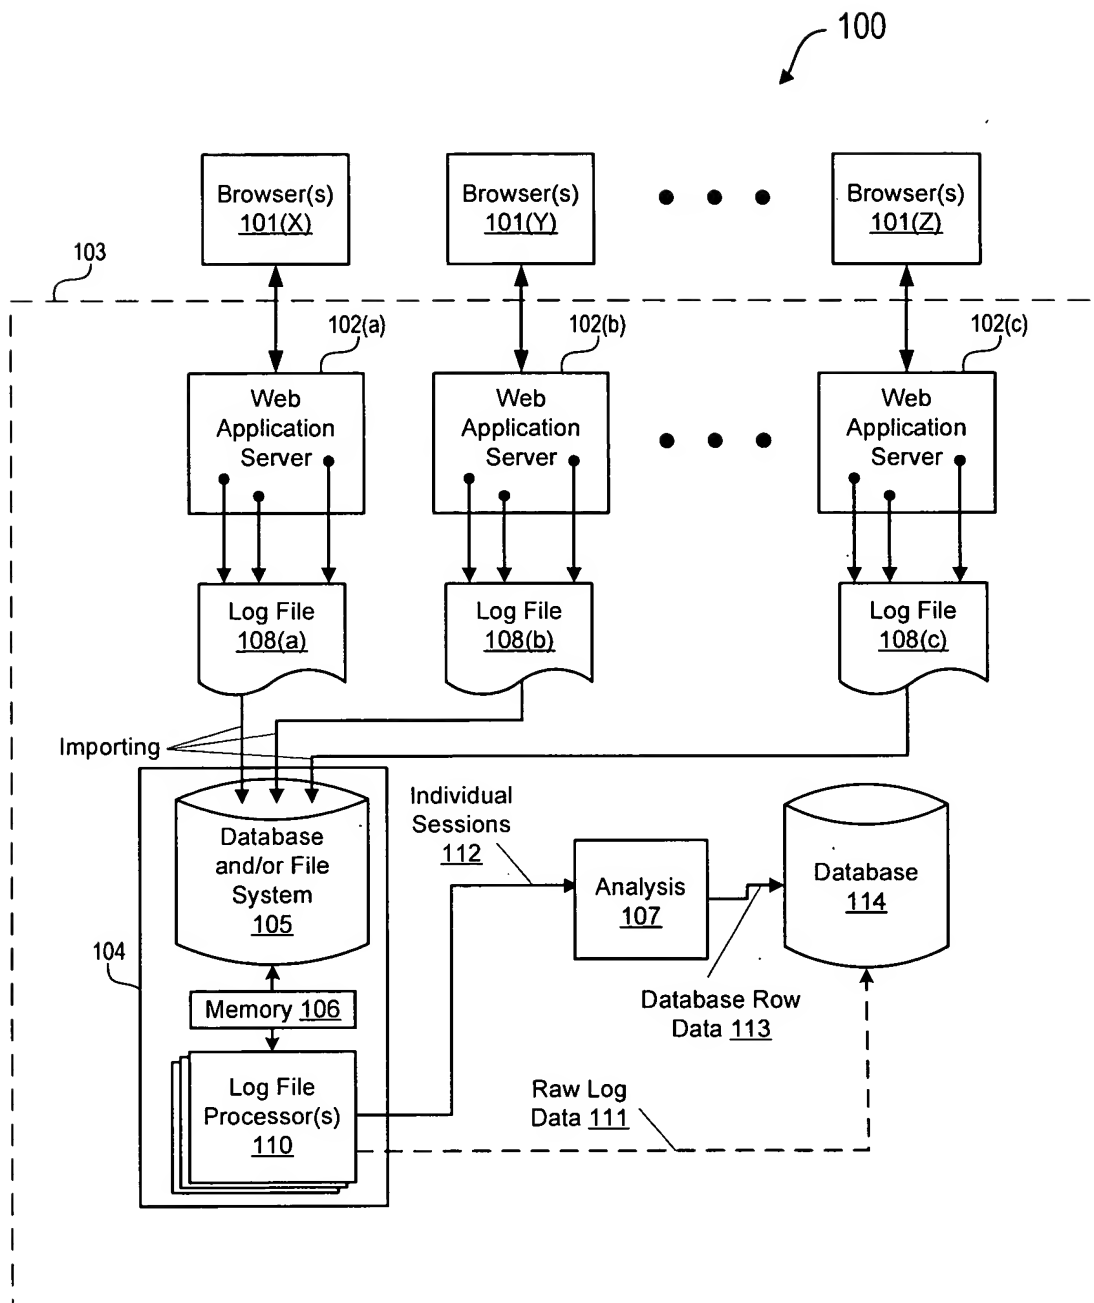 100
Browser(s)
101(X)
Browser(s)
101(Y)
Browser(s)
101(Z)
103
102(a)
102(b)
102(c)
Web
Application
Server
Web
Application
Server
Web
Application
Server
Log File
108(a)
Log File
108(b)
Log File
108(c)
Importing
Database
and/or File
System
105
Individual
Sessions
112
Analysis
107
Database
114
104
Memory 106
Database Row
Data 113
Log File
Processor(s)
110
Raw Log
Data 111